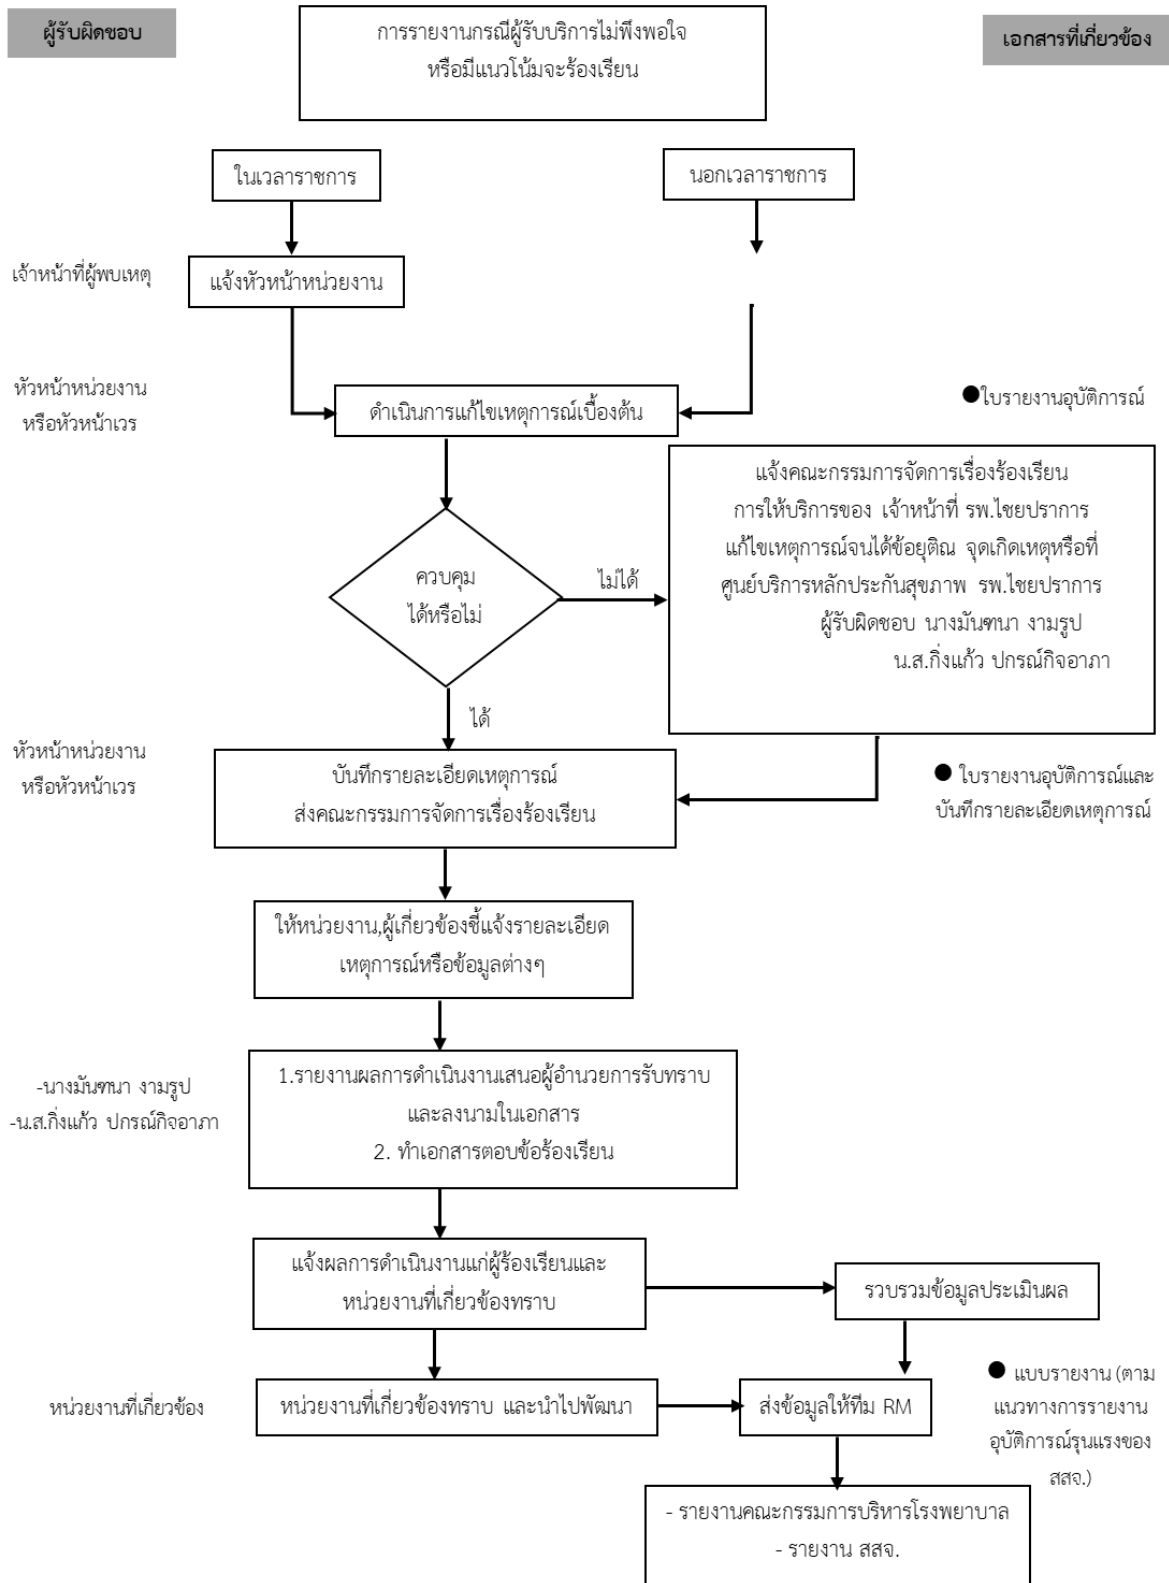 ผู้รับผิดชอบ
การรายงานกรณีผู้รับบริการไม่พึงพอใจ
หรือมีแนวโน้มจะร้องเรียน
เอกสารที่เกี่ยวข้อง
ในเวลาราชการ
นอกเวลาราชการ
เจ้าหน้าที่ผู้พบเหตุ
แจ้งหัวหน้าหน่วยงาน
หัวหน้าหน่วยงาน
หรือหัวหน้าเวร
ดำเนินการแก้ไขเหตุการณ์เบื้องต้น
●ใบรายงานอุบัติการณ์
ควบคุม
ได้หรือไม่
ไม่ได้
แจ้งคณะกรรมการจัดการเรื่องร้องเรียน
การให้บริการของ เจ้าหน้าที่ รพ.ไชยปราการ
แก้ไขเหตุการณ์จนได้ข้อยุติณ จุดเกิดเหตุหรือที่
ศูนย์บริการหลักประกันสุขภาพ รพ.ไชยปราการ
ผู้รับผิดชอบ นางมันฑนา งามรูป
น.ส.กิ่งแก้ว ปกรณ์กิจอาภา
ได้
หัวหน้าหน่วยงาน
หรือหัวหน้าเวร
บันทึกรายละเอียดเหตุการณ์
ส่งคณะกรรมการจัดการเรื่องร้องเรียน
● ใบรายงานอุบัติการณ์และ
บันทึกรายละเอียดเหตุการณ์
ให้หน่วยงาน,ผู้เกี่ยวข้องชี้แจ้งรายละเอียด
เหตุการณ์หรือข้อมูลต่างๆ
-นางมันฑนา งามรูป
-น.ส.กิ่งแก้ว ปกรณ์กิจอาภา
1.รายงานผลการดำเนินงานเสนอผู้อำนวยการรับทราบ
และลงนามในเอกสาร
2. ทำเอกสารตอบข้อร้องเรียน
แจ้งผลการดำเนินงานแก่ผู้ร้องเรียนและ
หน่วยงานที่เกี่ยวข้องทราบ
รวบรวมข้อมูลประเมินผล
หน่วยงานที่เกี่ยวข้อง
หน่วยงานที่เกี่ยวข้องทราบ และนำไปพัฒนา
ส่งข้อมูลให้ทีม RM
● แบบรายงาน (ตาม
แนวทางการรายงาน
อุบัติการณ์รุนแรงของ
สสจ.)
- รายงานคณะกรรมการบริหารโรงพยาบาล
- รายงาน สสจ.